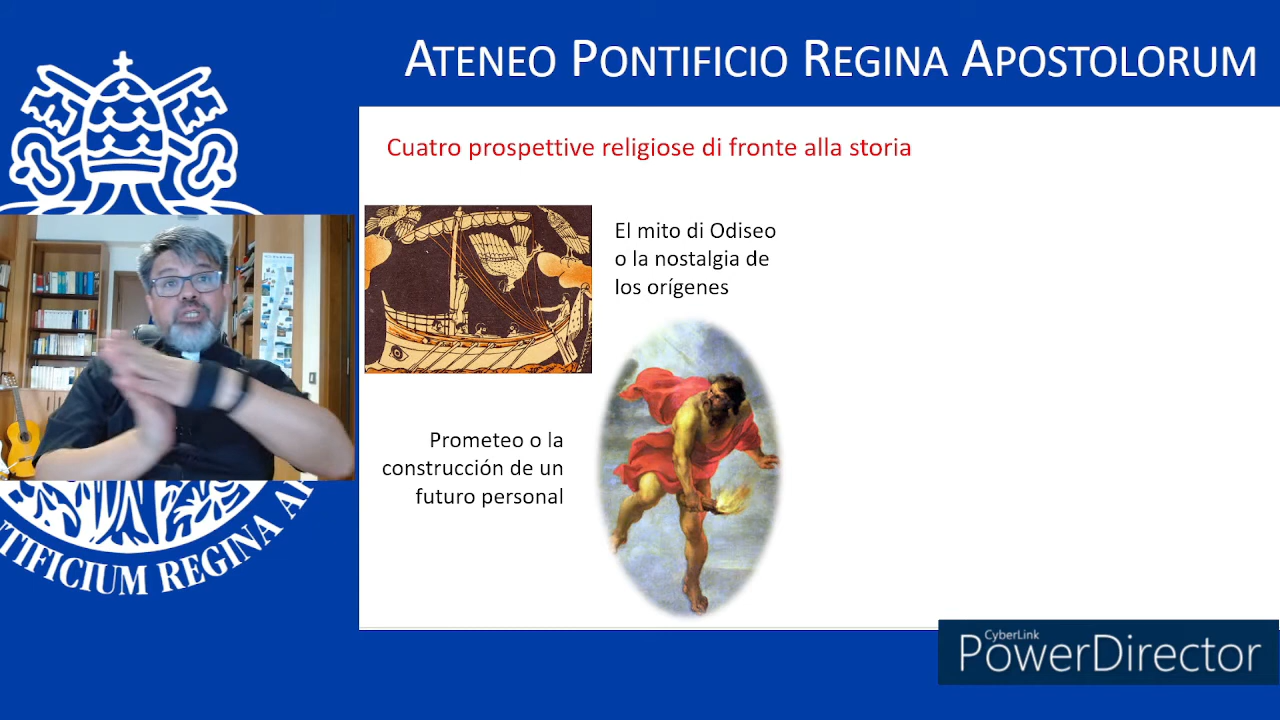 ATENEO PONTIFICIO REGINA APOSTOLORUM
Cuatro prospettive religiose di fronte alla storia
El mito di Odiseo
o la nostalgia de
los orígenes
Prometeo o la
construcción de un
futuro personal
NTIFICIUM REGINA A
CyberLink
PowerDirector